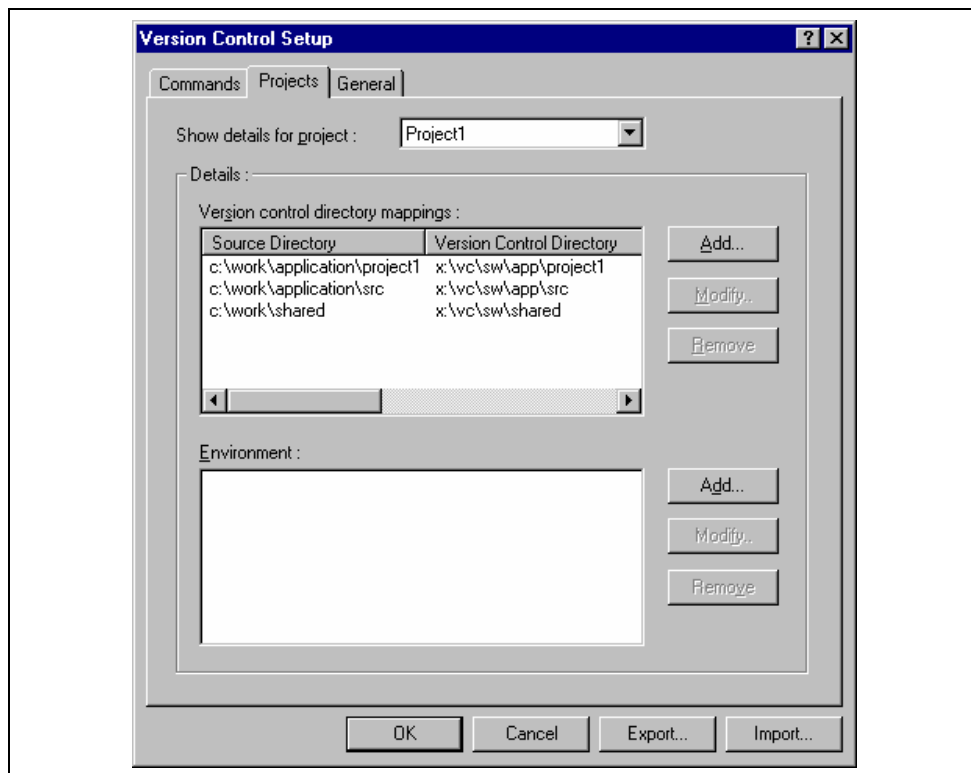 Version Control Setup
Commands Projects General
Show details for project : Project1
Details :
Version control directory mappings :
Source Directory Version Control Directory
c:\work\application\project1 x:\vc\sw\app\project1
c:\work\application\src x:\vc\sw\app\src
c:\work\shared x:\vc\sw\shared
Add...
Modify..
Remove
Environment :
Add...
Modify..
Remove
OK Cancel Export... Import...